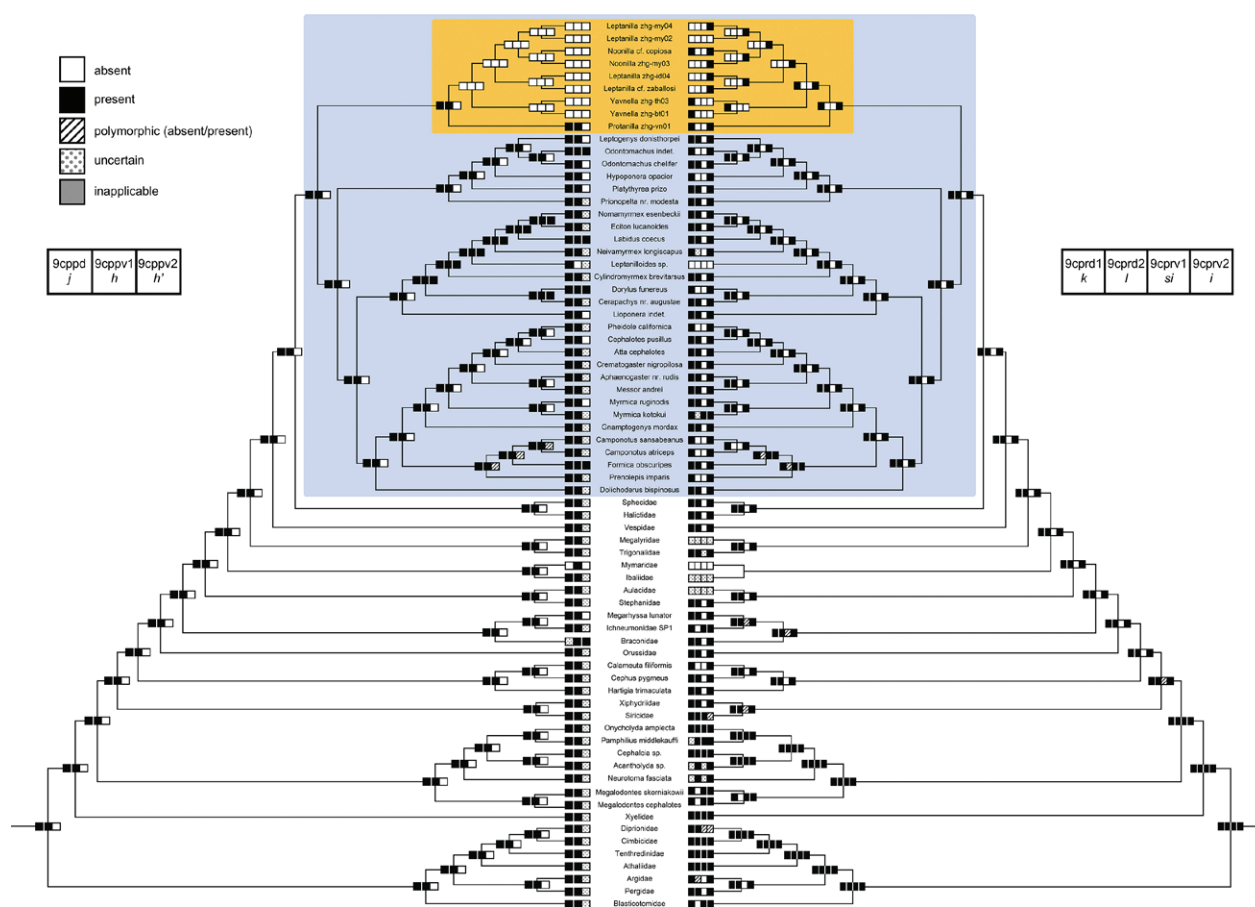 absent
present
polymorphic (absent/present)
uncertain
inapplicable
9cppd 9cppv1 9cppv2
j h h'
9cprd1 9cprd2 9cprv1 9cprv2
k l si i
Leptanilla zhg-my04
Leptanilla zhg-my02
Noonilla cf. copiosa
Noonilla zhg-my03
Leptanilla zhg-id04
Leptanilla cf. zaballosi
Yavnella zhg-th03
Yavnella zhg-bt01
Protanilla zhg-vn01
Leptogenys donisthorpei
Odontomachus indet.
Odontomachus chelifer
Hypoponera opacior
Platythyrea prizo
Prionopelta nr. modesta
Nomamyrmex esenbeckii
Eciton lucanoides
Labidus coecus
Neivamyrmex longiscapus
Leptanilloides sp.
Cylindromyrmex brevitarsus
Dorylus funereus
Cerapachys nr. augustae
Lioponera indet.
Pheidole californica
Cephalotes pusillus
Atta cephalotes
Crematogaster nigropilosa
Aphaenogaster nr. rudis
Messor andrei
Myrmica ruginodis
Myrmica kotokui
Gnamptogenys mordax
Camponotus sansabeanus
Camponotus atriceps
Formica obscuripes
Prenolepis imparis
Dolichoderus bispinosus
Sphecidae
Halictidae
Vespidae
Megalyridae
Trigonalidae
Mymaridae
Ibaliidae
Aulacidae
Stephanidae
Megarhyssa lunator
Ichneumonidae SP1
Braconidae
Orussidae
Calameuta filiformis
Cephus pygmeus
Hartigia trimaculata
Xiphydriidae
Siricidae
Onycholyda amplecta
Pamphilius middlekauffi
Cephalcia sp.
Acantholyda sp.
Neurotoma fasciata
Megalodontes skorniakowii
Megalodontes cephalotes
Xyelidae
Diprionidae
Cimbicidae
Tenthredinidae
Athaliidae
Argidae
Pergidae
Blasticotomidae